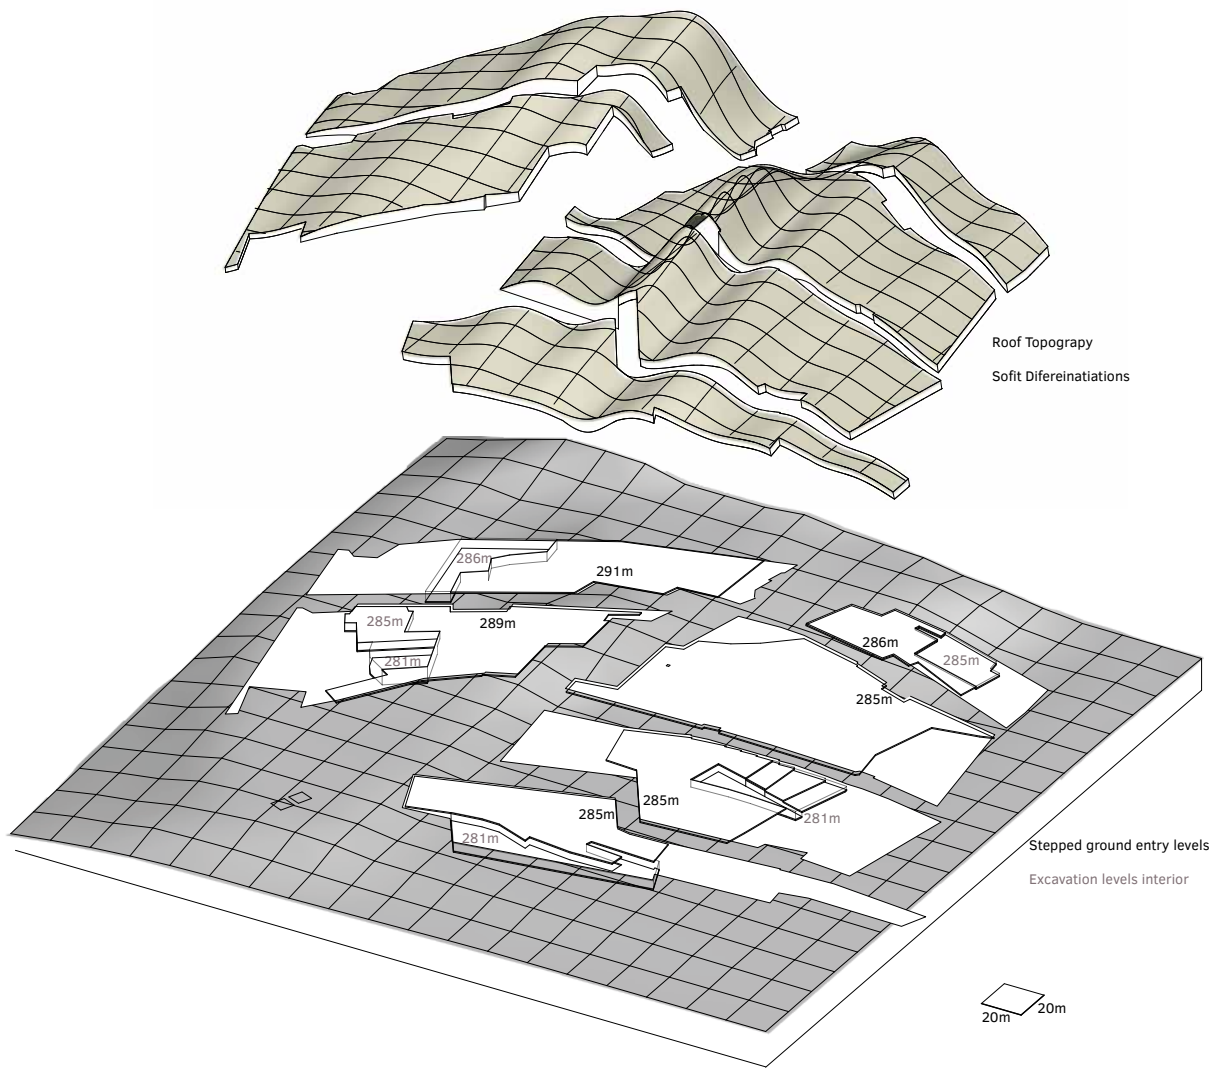 Roof Topograpy
Sofit Difereinatiations
286m
291m
285m
289m
281m
286m
285m
285m
285m
285m
281m
281m
Stepped ground entry levels
Excavation levels interior
20m
20m